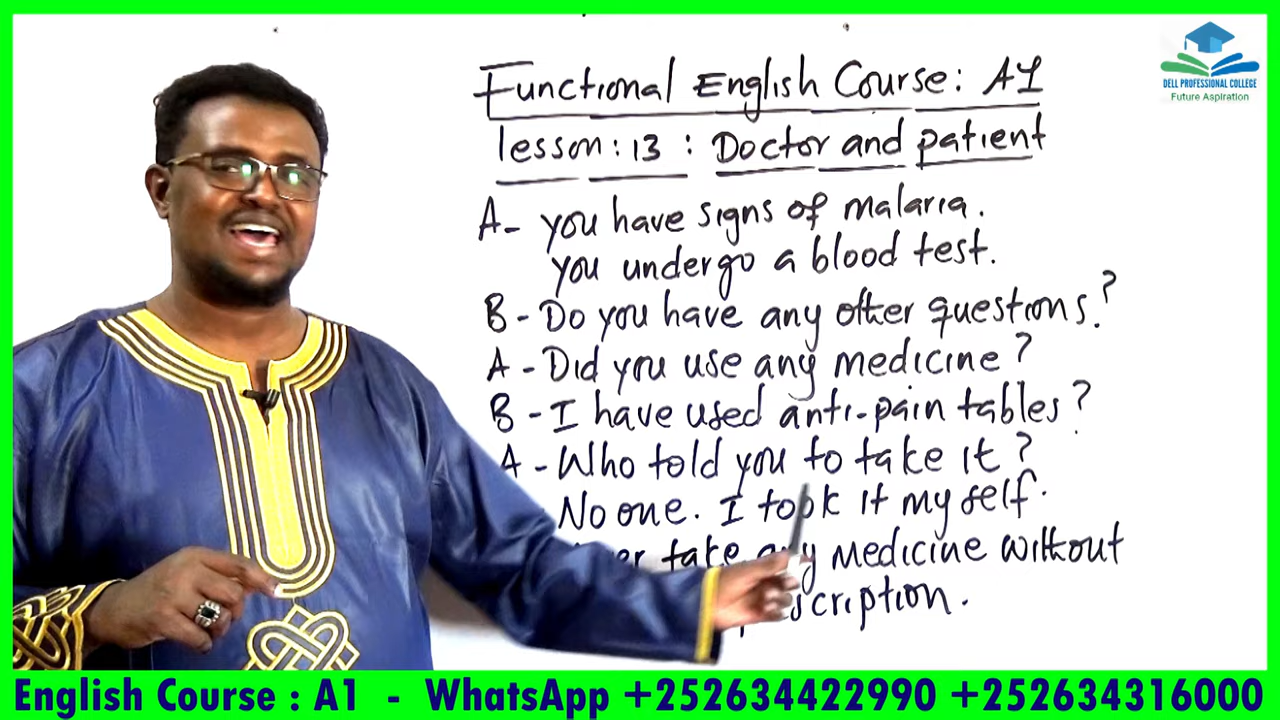 DELL PROFESSIONAL COLLEGE
Future Aspiration
Functional English Course: A1
lesson: 13 : Doctor and patient
A- you have signs of malaria.
you undergo a blood test.
B - Do you have any other questions?
A - Did you use any medicine?
B - I have used anti-pain tables?
A - Who told you to take it?
No one. I took it my self.
take any medicine without
English Course : A1 - WhatsApp +252634422990 +252634316000